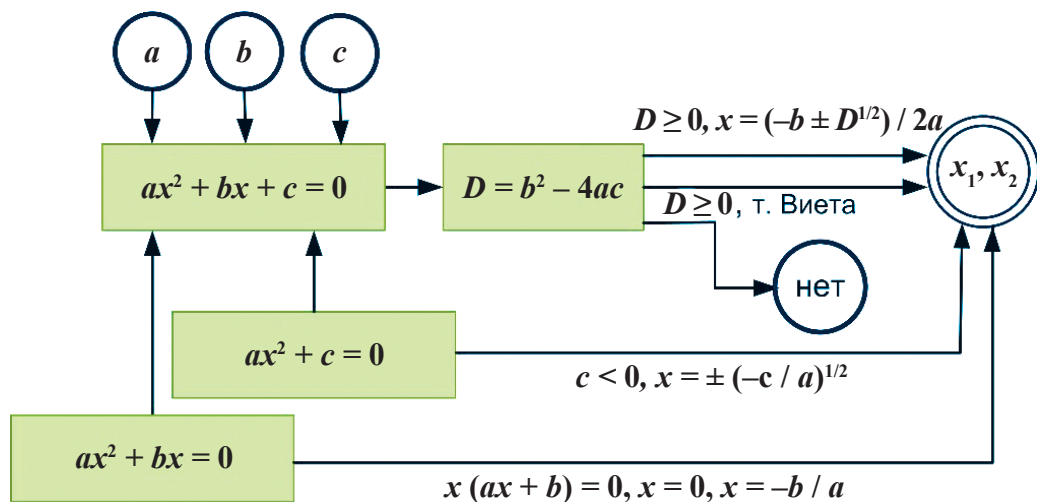 a
b
c
D ≥ 0, x = (–b ± D^{1/2}) / 2a
ax² + bx + c = 0
D = b² – 4ac
x₁, x₂
D ≥ 0, т. Виета
нет
ax² + c = 0
c < 0, x = ± (–c / a)^{1/2}
ax² + bx = 0
x (ax + b) = 0, x = 0, x = –b / a